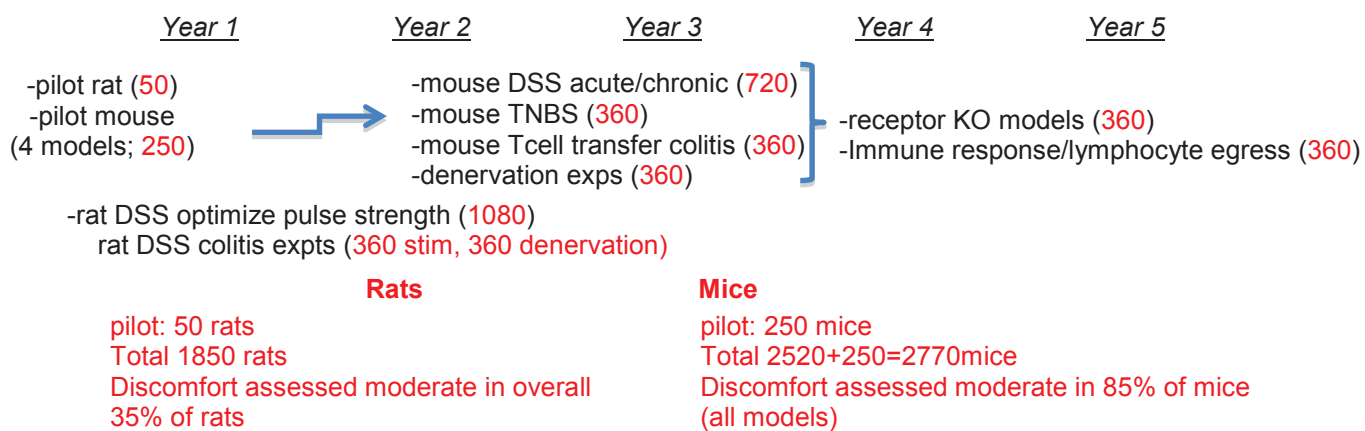 Year 1 Year 2 Year 3 Year 4 Year 5
-pilot rat (50)
-pilot mouse
(4 models; 250)
-mouse DSS acute/chronic (720)
-mouse TNBS (360)
-mouse Tcell transfer colitis (360)
-denervation exps (360)
-receptor KO models (360)
-Immune response/lymphocyte egress (360)
-rat DSS optimize pulse strength (1080)
rat DSS colitis expts (360 stim, 360 denervation)
Rats
pilot: 50 rats
Total 1850 rats
Discomfort assessed moderate in overall
35% of rats
Mice
pilot: 250 mice
Total 2520+250=2770mice
Discomfort assessed moderate in 85% of mice
(all models)